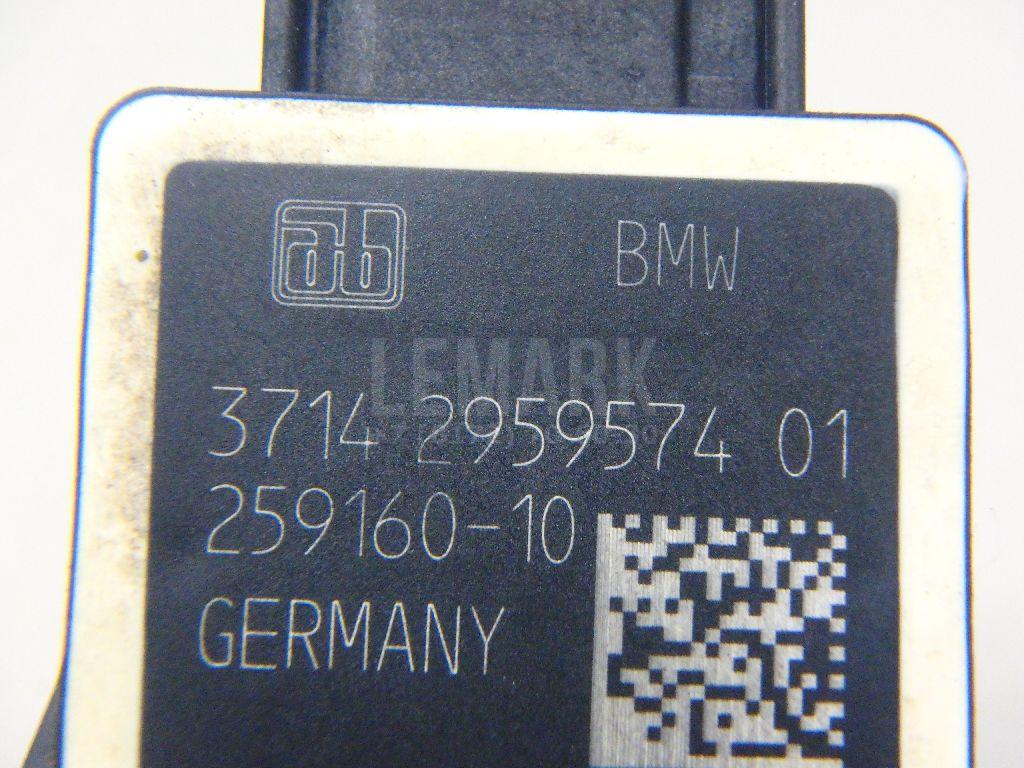 ab BMW
LEMARK
3714 2959574 01
259160-10
GERMANY